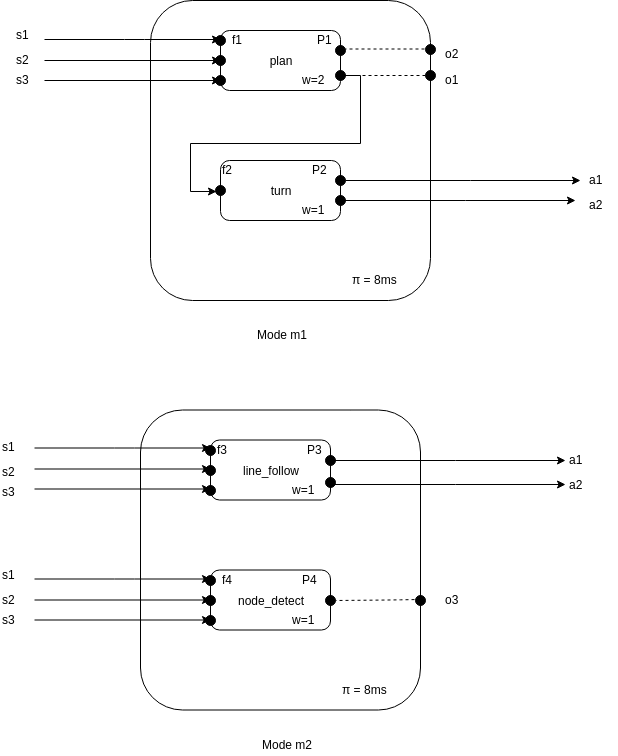 s1
s2
s3
f1
P1
plan
w=2
o2
o1
f2
P2
turn
w=1
a1
a2
π = 8ms
Mode m1
s1
s2
s3
f3
P3
line_follow
w=1
a1
a2
s1
s2
s3
f4
P4
node_detect
w=1
o3
π = 8ms
Mode m2